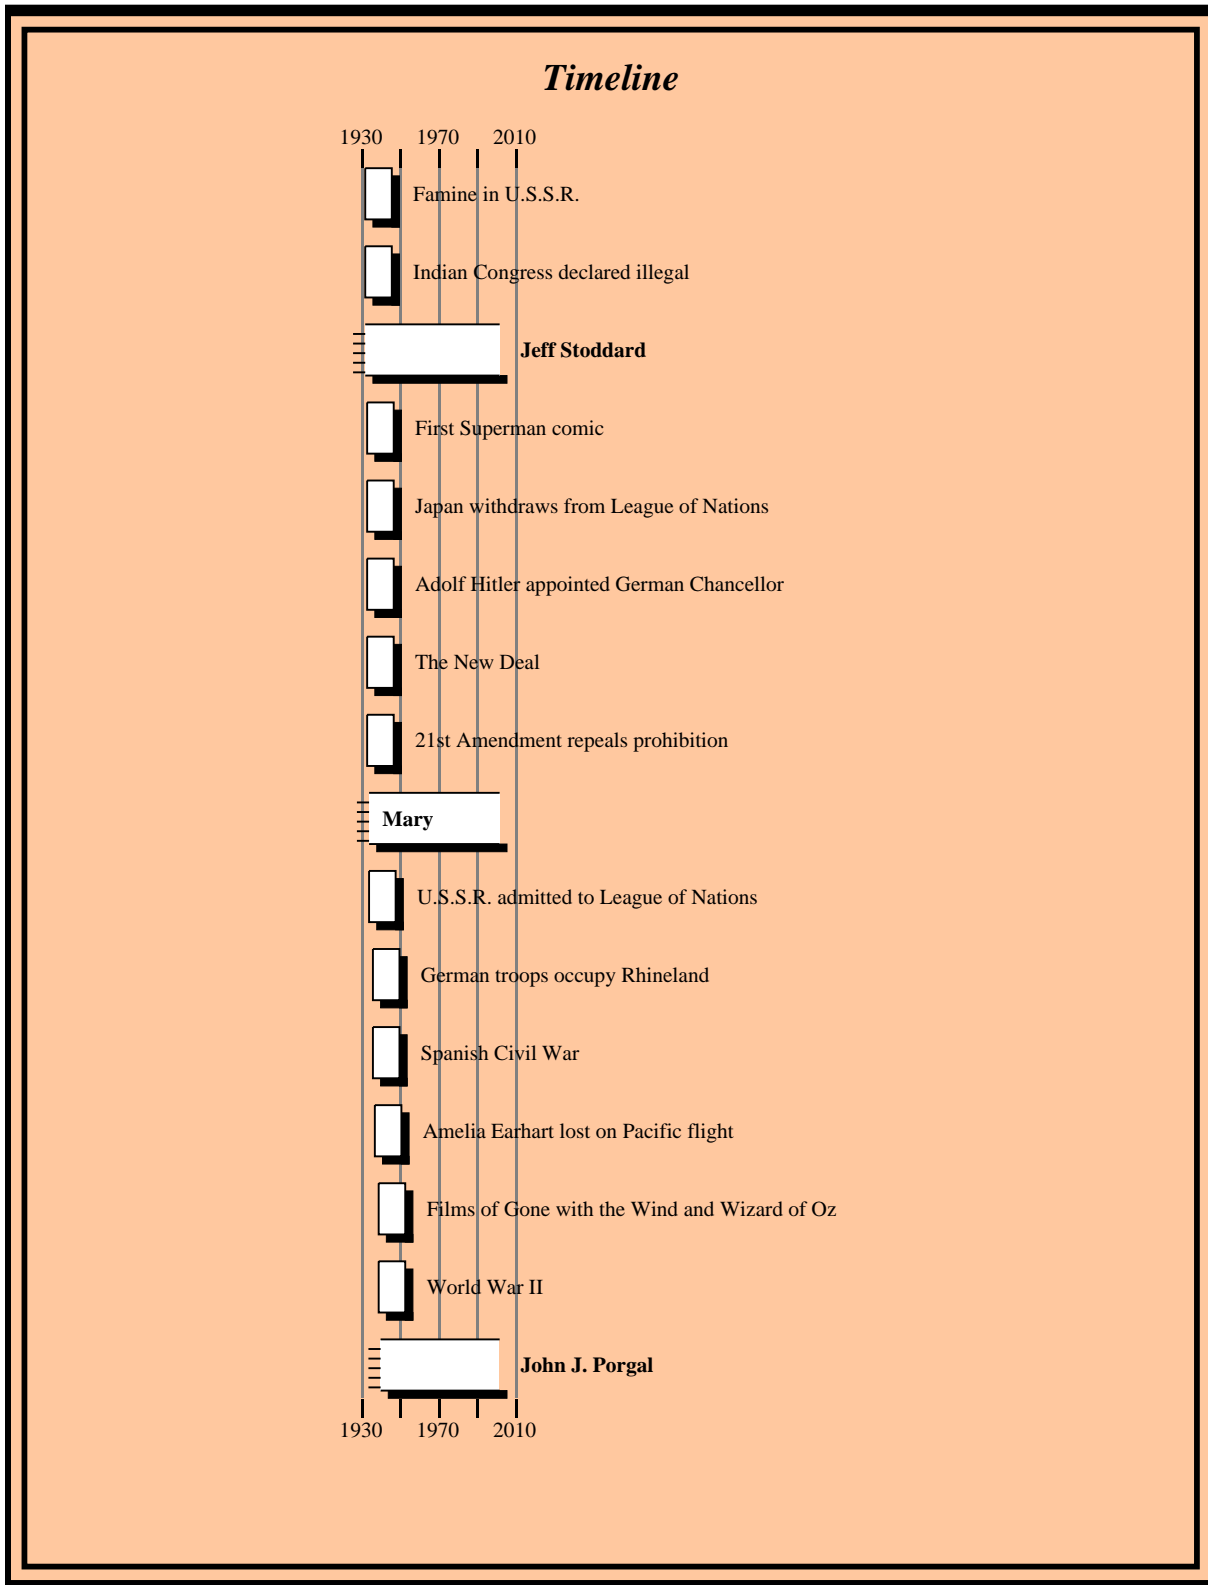 Timeline
1930 1970 2010
Famine in U.S.S.R.
Indian Congress declared illegal
Jeff Stoddard
First Superman comic
Japan withdraws from League of Nations
Adolf Hitler appointed German Chancellor
The New Deal
21st Amendment repeals prohibition
Mary
U.S.S.R. admitted to League of Nations
German troops occupy Rhineland
Spanish Civil War
Amelia Earhart lost on Pacific flight
Films of Gone with the Wind and Wizard of Oz
World War II
John J. Porgal
1930 1970 2010